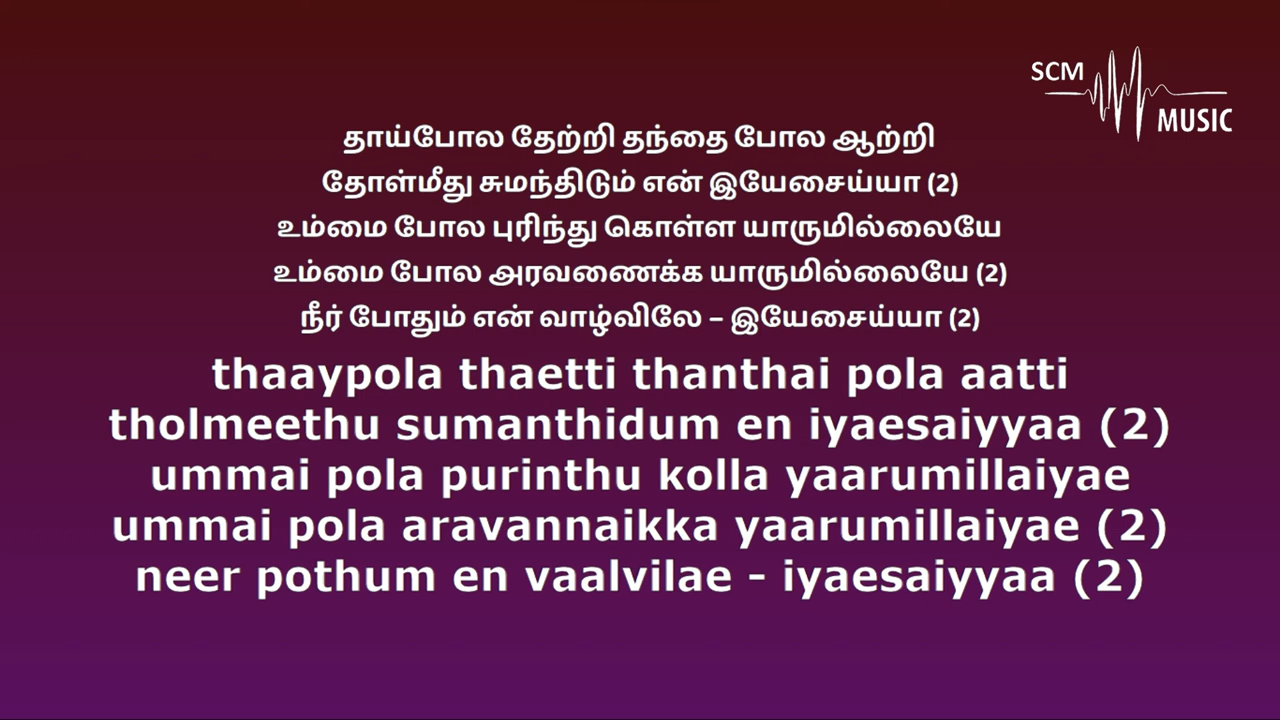 SCM
MUSIC
தாய்போல தேற்றி தந்தை போல ஆற்றி
தோள்மீது சுமந்திடும் என் இயேசைய்யா (2)
உம்மை போல புரிந்து கொள்ள யாருமில்லையே
உம்மை போல அரவணைக்க யாருமில்லையே (2)
நீர் போதும் என் வாழ்விலே – இயேசைய்யா (2)
thaaypola thaetti thanthai pola aatti
tholmeethu sumanthidum en iyaesaiyyaa (2)
ummai pola purinthu kolla yaarumillaiyae
ummai pola aravannaikka yaarumillaiyae (2)
neer pothum en vaalvilae - iyaesaiyyaa (2)